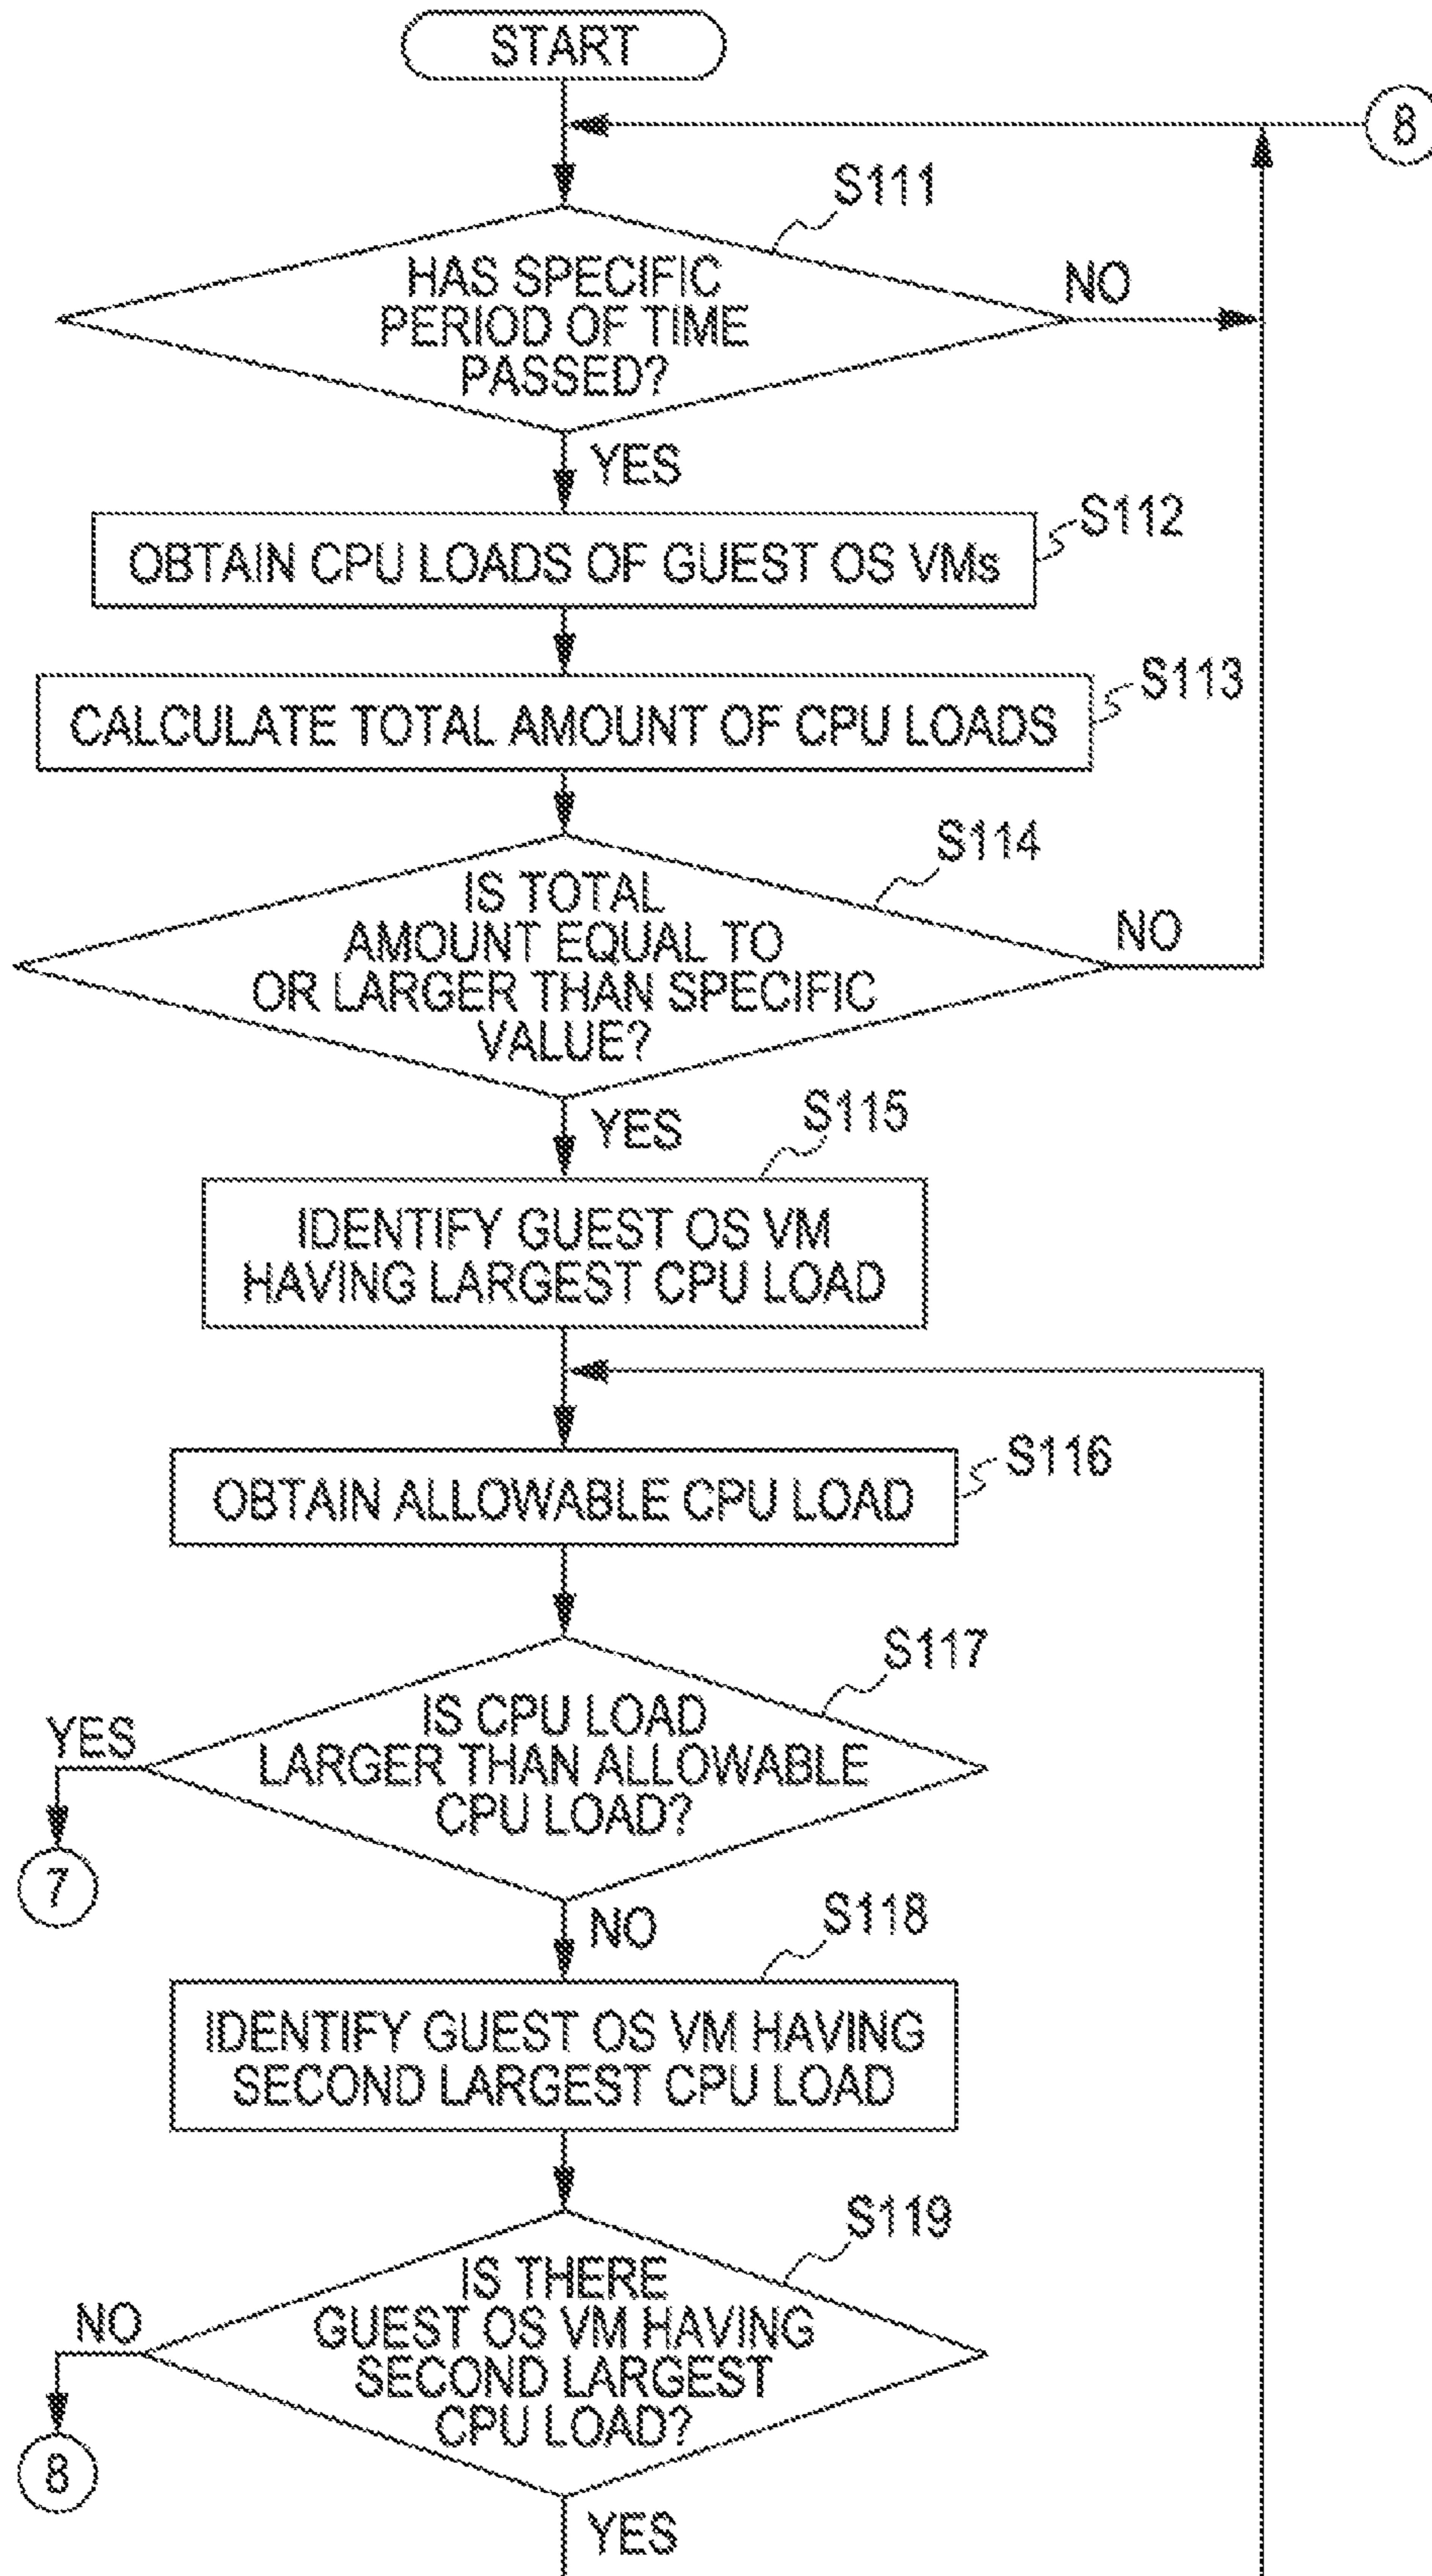 START
8
S111
HAS SPECIFIC
PERIOD OF TIME
PASSED?
NO
YES
S112
OBTAIN CPU LOADS OF GUEST OS VMs
S113
CALCULATE TOTAL AMOUNT OF CPU LOADS
S114
IS TOTAL
AMOUNT EQUAL TO
OR LARGER THAN SPECIFIC
VALUE?
NO
YES
S115
IDENTIFY GUEST OS VM
HAVING LARGEST CPU LOAD
S116
OBTAIN ALLOWABLE CPU LOAD
S117
IS CPU LOAD
LARGER THAN ALLOWABLE
CPU LOAD?
YES
7
NO
S118
IDENTIFY GUEST OS VM HAVING
SECOND LARGEST CPU LOAD
S119
IS THERE
GUEST OS VM HAVING
SECOND LARGEST
CPU LOAD?
NO
8
YES